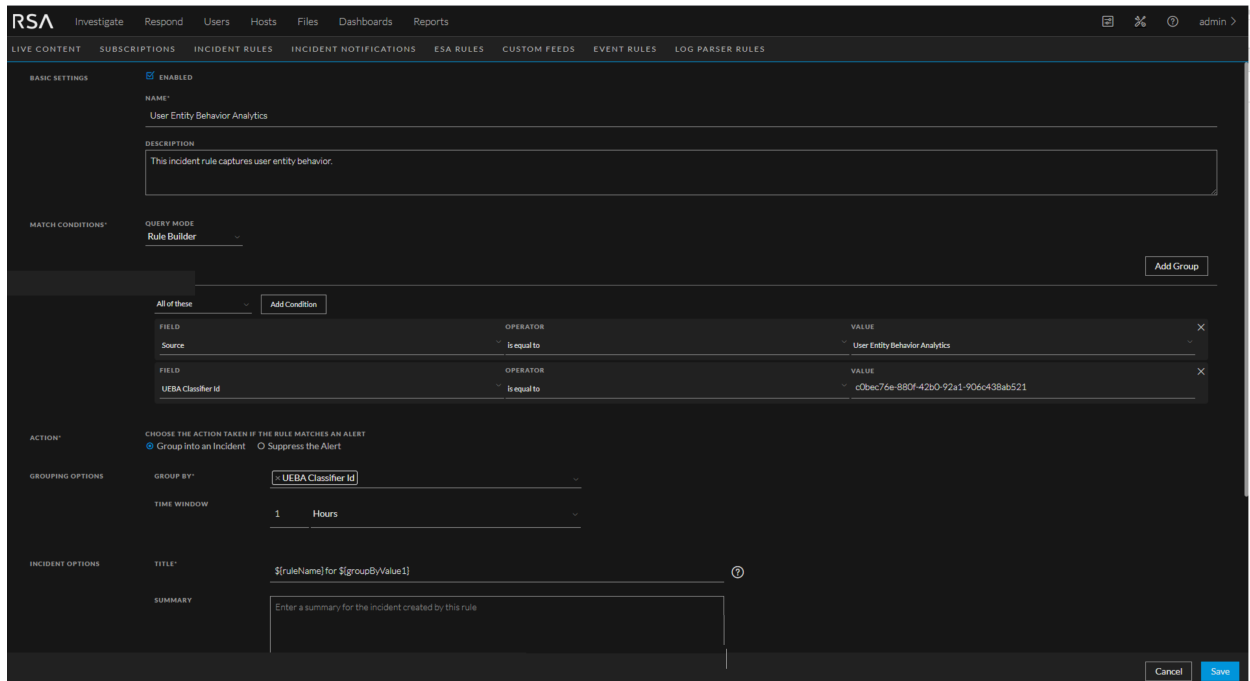 RSA Investigate Respond Users Hosts Files Dashboards Reports admin >
LIVE CONTENT SUBSCRIPTIONS INCIDENT RULES INCIDENT NOTIFICATIONS ESA RULES CUSTOM FEEDS EVENT RULES LOG PARSER RULES
BASIC SETTINGS ENABLED
NAME*
User Entity Behavior Analytics
DESCRIPTION
This incident rule captures user entity behavior.
MATCH CONDITIONS* QUERY MODE
Rule Builder
Add Group
All of these Add Condition
FIELD OPERATOR VALUE
Source is equal to User Entity Behavior Analytics
FIELD OPERATOR VALUE
UEBA Classifier Id is equal to c0bec76e-880f-42b0-92a1-906c438ab521
ACTION* CHOOSE THE ACTION TAKEN IF THE RULE MATCHES AN ALERT
Group into an Incident Suppress the Alert
GROUPING OPTIONS GROUP BY* × UEBA Classifier Id
TIME WINDOW
1 Hours
INCIDENT OPTIONS TITLE* ${ruleName} for ${groupByValue1}
SUMMARY
Enter a summary for the incident created by this rule
Cancel Save